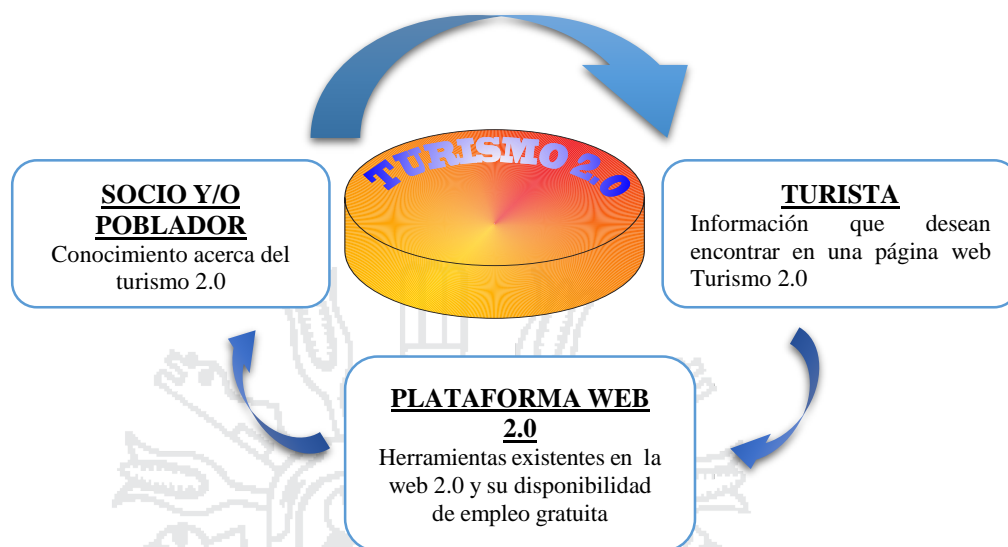 TURISMO 2.0
SOCIO Y/O
POBLADOR
Conocimiento acerca del
turismo 2.0
TURISTA
Información que desean
encontrar en una página web
Turismo 2.0
PLATAFORMA WEB
2.0
Herramientas existentes en la
web 2.0 y su disponibilidad
de empleo gratuita